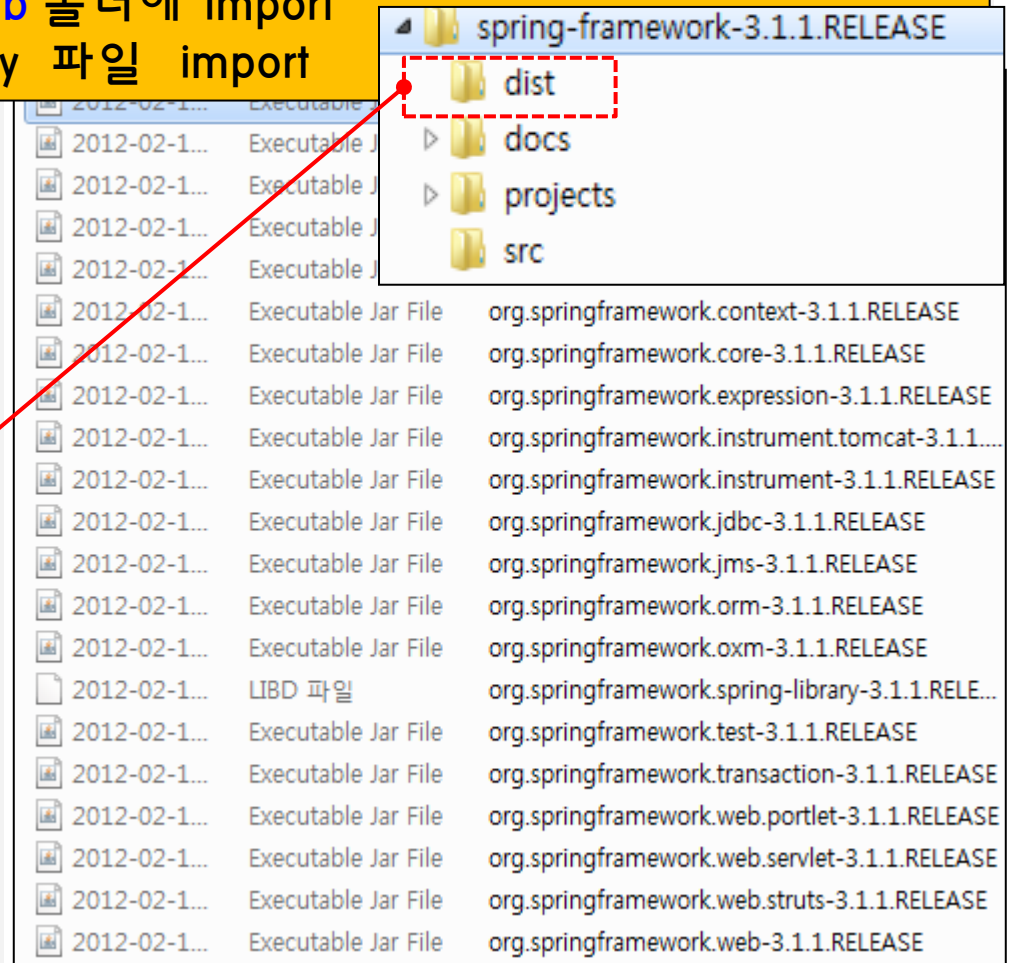 b 폴더에 import
y 파일 import
spring-framework-3.1.1.RELEASE
dist
docs
projects
src
2012-02-1... Executable J
2012-02-1... Executable J
2012-02-1... Executable J
2012-02-1... Executable J
2012-02-1... Executable J
2012-02-1... Executable Jar File org.springframework.context-3.1.1.RELEASE
2012-02-1... Executable Jar File org.springframework.core-3.1.1.RELEASE
2012-02-1... Executable Jar File org.springframework.expression-3.1.1.RELEASE
2012-02-1... Executable Jar File org.springframework.instrument.tomcat-3.1.1....
2012-02-1... Executable Jar File org.springframework.instrument-3.1.1.RELEASE
2012-02-1... Executable Jar File org.springframework.jdbc-3.1.1.RELEASE
2012-02-1... Executable Jar File org.springframework.jms-3.1.1.RELEASE
2012-02-1... Executable Jar File org.springframework.orm-3.1.1.RELEASE
2012-02-1... Executable Jar File org.springframework.oxm-3.1.1.RELEASE
2012-02-1... LIBD 파일 org.springframework.spring-library-3.1.1.RELE...
2012-02-1... Executable Jar File org.springframework.test-3.1.1.RELEASE
2012-02-1... Executable Jar File org.springframework.transaction-3.1.1.RELEASE
2012-02-1... Executable Jar File org.springframework.web.portlet-3.1.1.RELEASE
2012-02-1... Executable Jar File org.springframework.web.servlet-3.1.1.RELEASE
2012-02-1... Executable Jar File org.springframework.web.struts-3.1.1.RELEASE
2012-02-1... Executable Jar File org.springframework.web-3.1.1.RELEASE